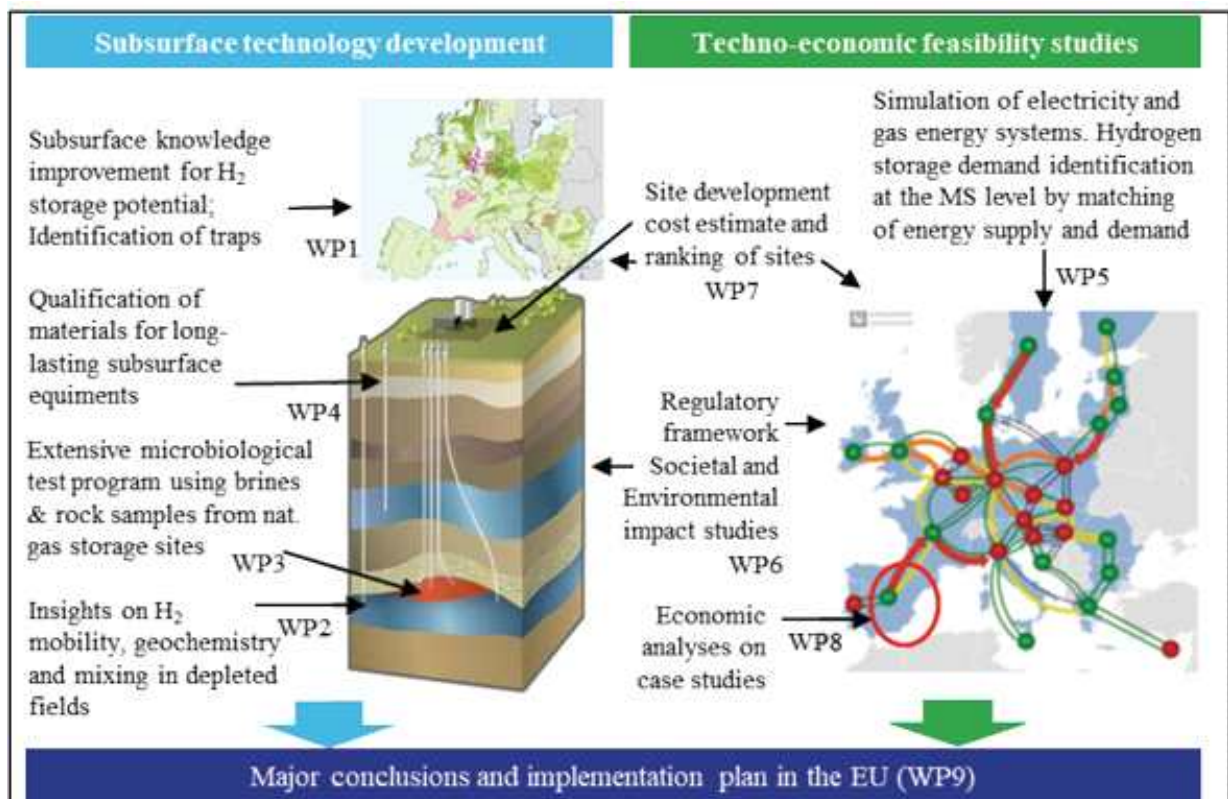 Subsurface technology development
Techno-economic feasibility studies
Subsurface knowledge
improvement for H₂
storage potential;
Identification of traps
WP1
Qualification of
materials for long-
lasting subsurface
equiments
WP4
Extensive microbiological
test program using brines
& rock samples from nat.
gas storage sites
WP3
Insights on H₂
mobility, geochemistry
and mixing in depleted
fields
WP2
Site development
cost estimate and
ranking of sites
WP7
Regulatory
framework
Societal and
Environmental
impact studies
WP6
Economic
analyses on
case studies
WP8
Simulation of electricity and
gas energy systems. Hydrogen
storage demand identification
at the MS level by matching
of energy supply and demand
WP5
Major conclusions and implementation plan in the EU (WP9)